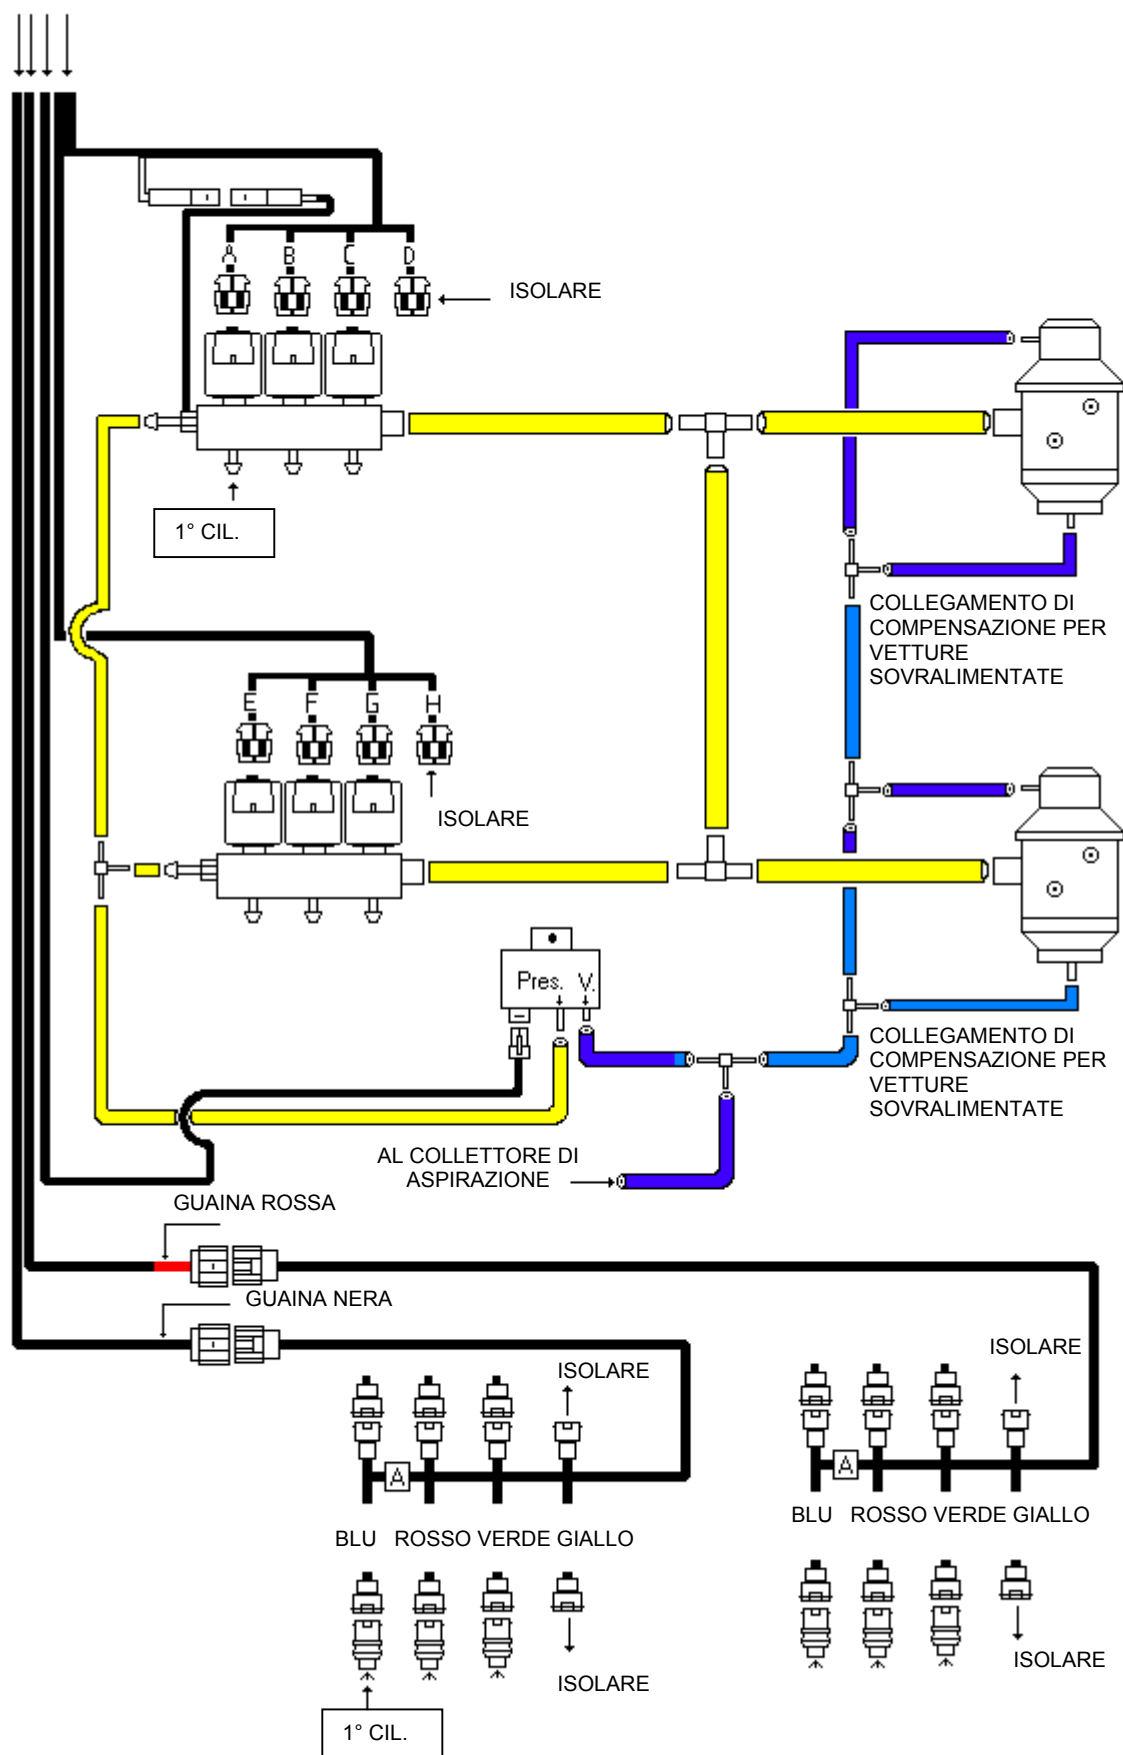 A B C D
ISOLARE
1° CIL.
COLLEGAMENTO DI
COMPENSAZIONE PER
VETTURE
SOVRALIMENTATE
E F G H
ISOLARE
Pres. V.
COLLEGAMENTO DI
COMPENSAZIONE PER
VETTURE
SOVRALIMENTATE
AL COLLETTORE DI
ASPIRAZIONE
GUAINA ROSSA
GUAINA NERA
ISOLARE
A
BLU ROSSO VERDE GIALLO
ISOLARE
1° CIL.
ISOLARE
A
BLU ROSSO VERDE GIALLO
ISOLARE